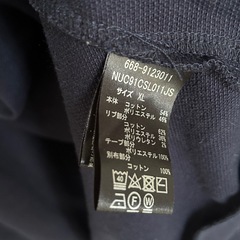 668-9123011
NUC91CSL011JS
サイズ XL
本体 コットン 54%
ポリエステル 46%
リブ部分 コットン 62%
ポリエステル 36%
ポリウレタン 2%
テープ部分 ポリエステル 100%
別布部分 コットン 100%
40